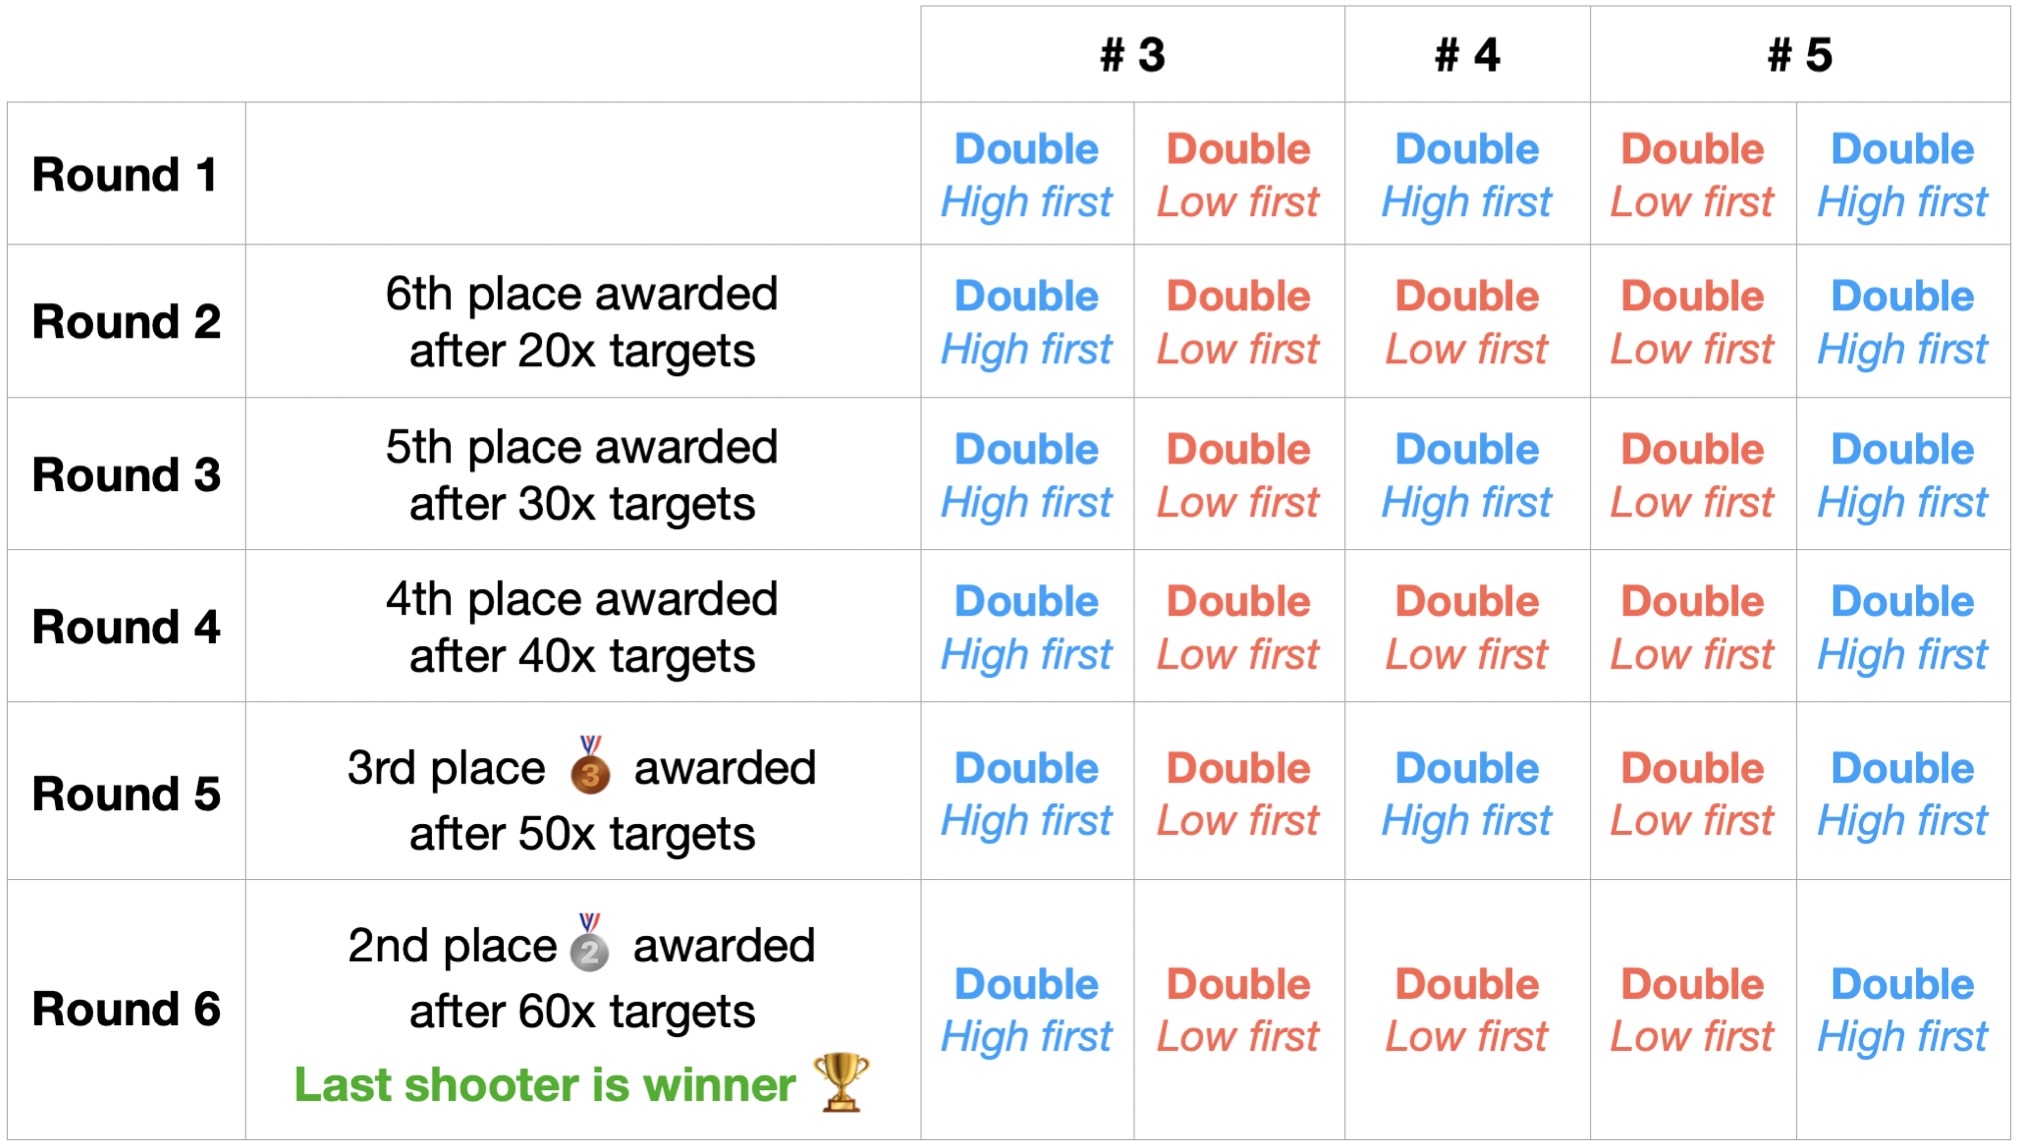 # 3 # 4 # 5
Round 1
Double Double Double Double Double
High first Low first High first Low first High first
Round 2
6th place awarded
after 20x targets
Double Double Double Double Double
High first Low first Low first Low first High first
Round 3
5th place awarded
after 30x targets
Double Double Double Double Double
High first Low first High first Low first High first
Round 4
4th place awarded
after 40x targets
Double Double Double Double Double
High first Low first Low first Low first High first
Round 5
3rd place 3 awarded
after 50x targets
Double Double Double Double Double
High first Low first High first Low first High first
Round 6
2nd place 2 awarded
after 60x targets
Last shooter is winner
Double Double Double Double Double
High first Low first Low first Low first High first